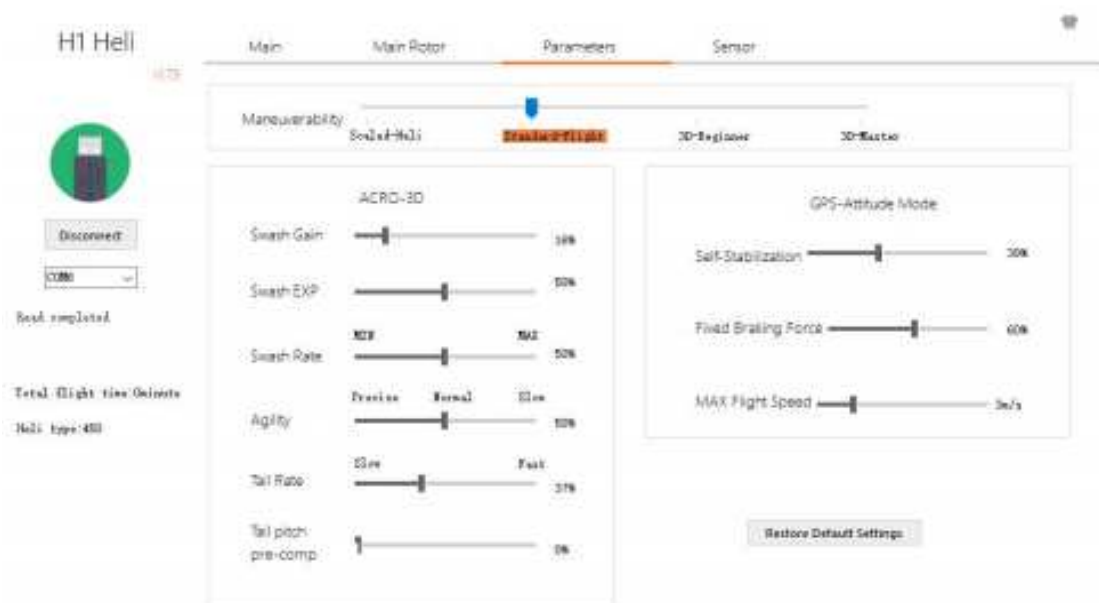 H1 Heli
Main
Main Rotor
Parameters
Sensor
Maneuverability
Scaled-Heli
Standard-Flight
3D-Beginner
3D-Master
Disconnect
Read completed
Total flight time:0minute
Heli type:450
ACRO-3D
Swash Gain
Swash EXP
50%
MIN
MAX
Swash Rate
50%
Precise
Normal
Slow
Agility
50%
Slow
Fast
Tail Rate
37%
Tail pitch
pre-comp
0%
GPS-Attitude Mode
Self-Stabilization
Fixed Braking Force
60%
MAX Flight Speed
3m/s
Restore Default Settings